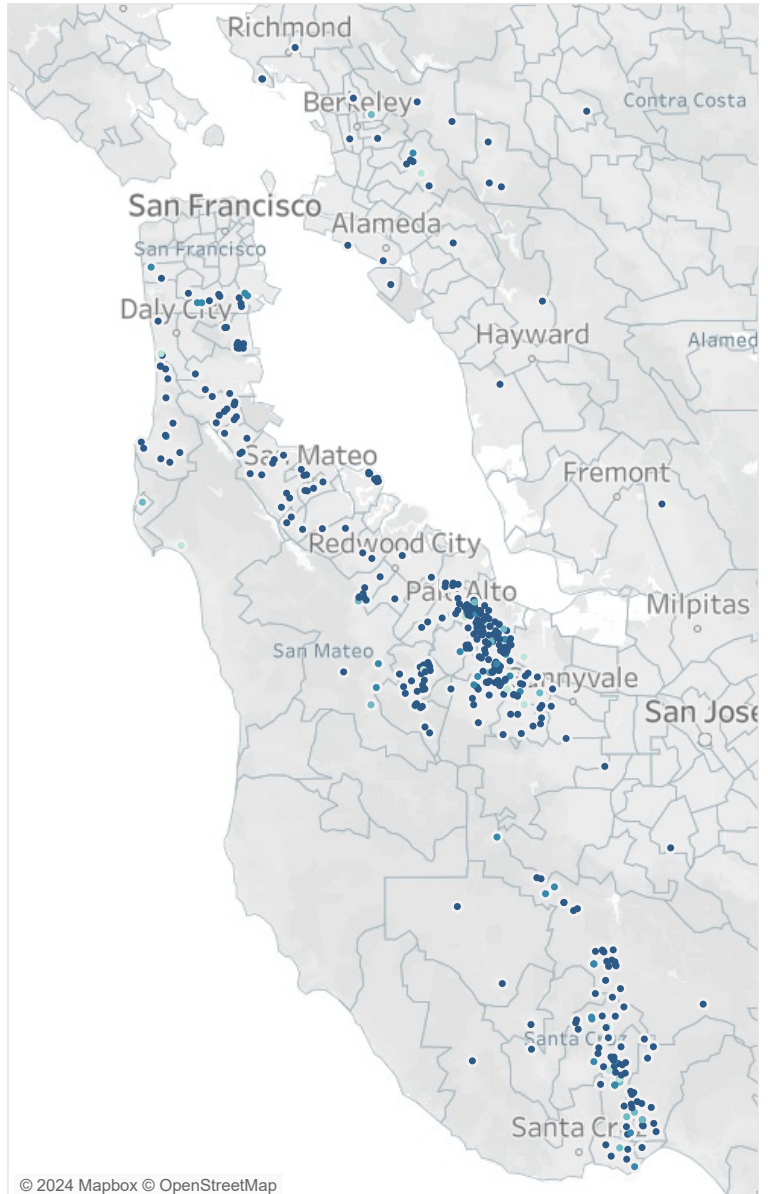 Richmond
Berkeley
Contra Costa
San Francisco
Alameda
San Francisco
Daly City
Hayward
Alamed
San Mateo
Fremont
Redwood City
Palo Alto
Milpitas
San Mateo
Sunnyvale
San Jose
Santa Cruz
Santa Cruz
© 2024 Mapbox © OpenStreetMap